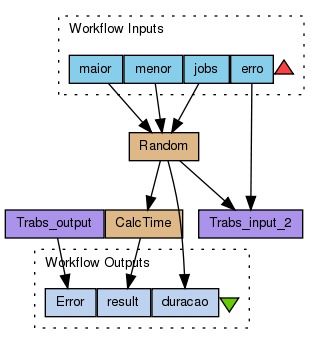 Workflow Inputs
maior menor jobs erro
Random
Trabs_output CalcTime Trabs_input_2
Workflow Outputs
Error result duracao